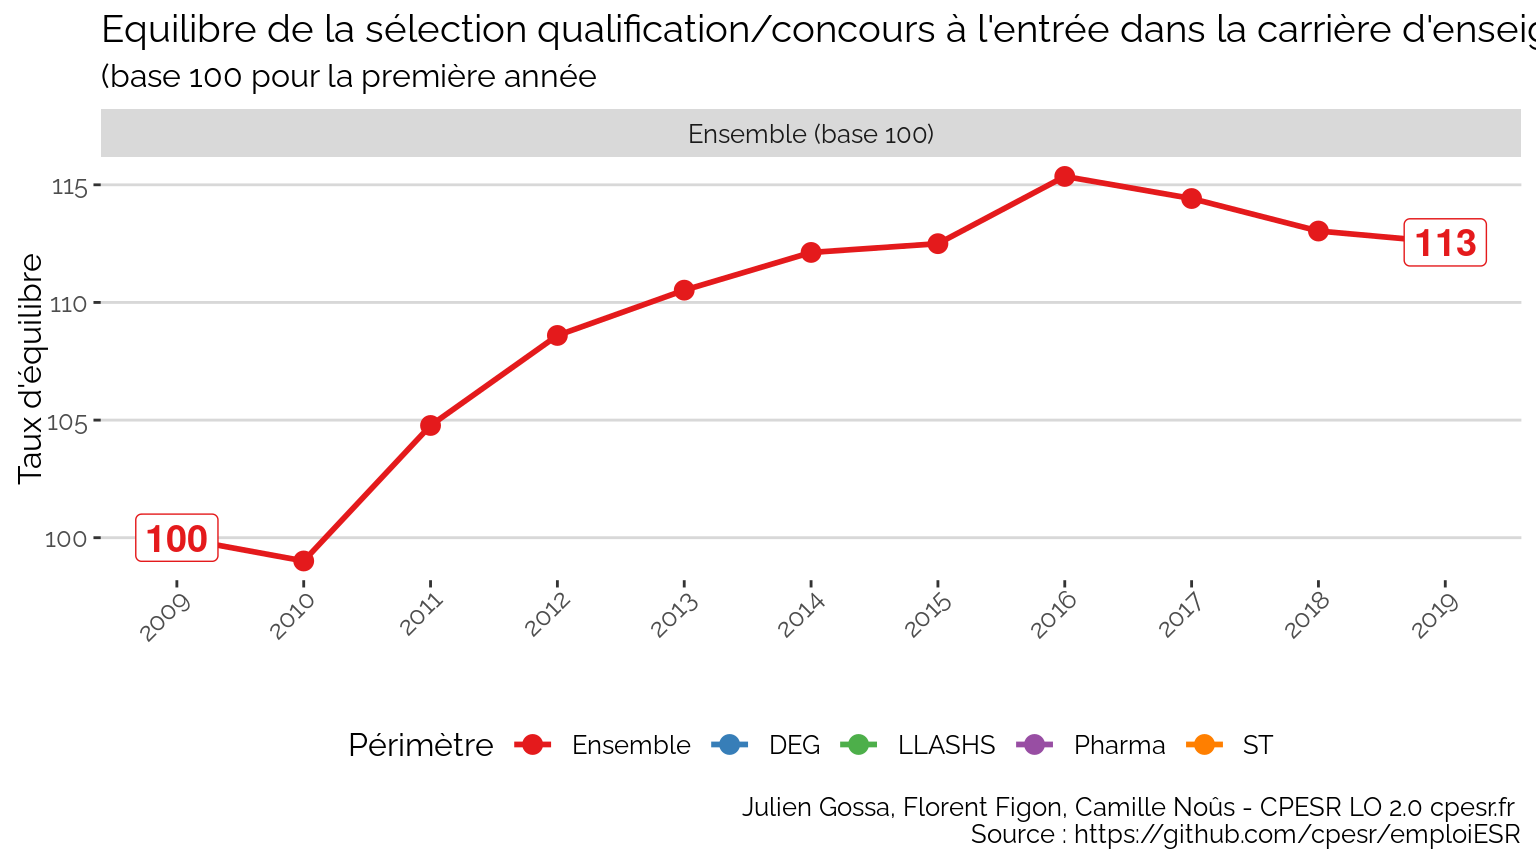 Equilibre de la sélection qualification/concours à l'entrée dans la carrière
(base 100 pour la première année
Ensemble (base 100)
Taux d'équilibre
115
110
105
100
100
113
2009
2010
2011
2012
2013
2014
2015
2016
2017
2018
2019
Périmètre
Ensemble
DEG
LLASHS
Pharma
ST
Julien Gossa, Florent Figon, Camille Noûs - CPESR LO 2.0 cpesr.fr
Source : https://github.com/cpesr/emploiESR